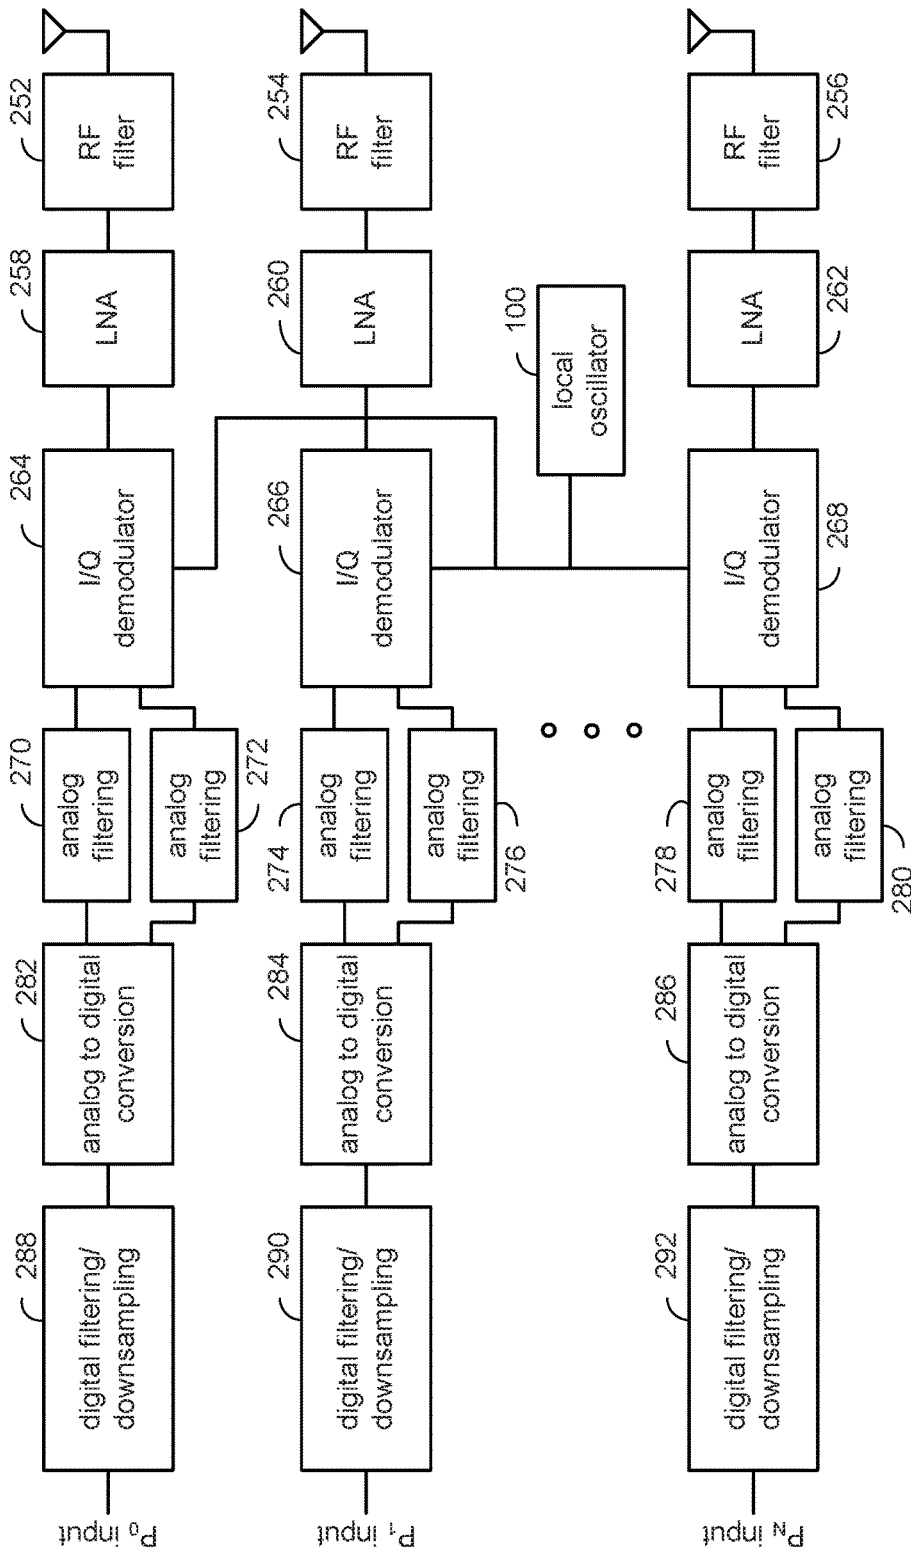 252
RF
filter
258
LNA
264
I/Q
demodulator
270
analog
filtering
analog
filtering
272
282
analog to digital
conversion
288
digital filtering/
downsampling
P0 input
254
RF
filter
260
LNA
266
I/Q
demodulator
274
analog
filtering
analog
filtering
276
284
analog to digital
conversion
290
digital filtering/
downsampling
P1 input
100
local
oscillator
RF
filter
256
LNA
262
I/Q
demodulator
268
278
analog
filtering
analog
filtering
280
286
analog to digital
conversion
292
digital filtering/
downsampling
PN input